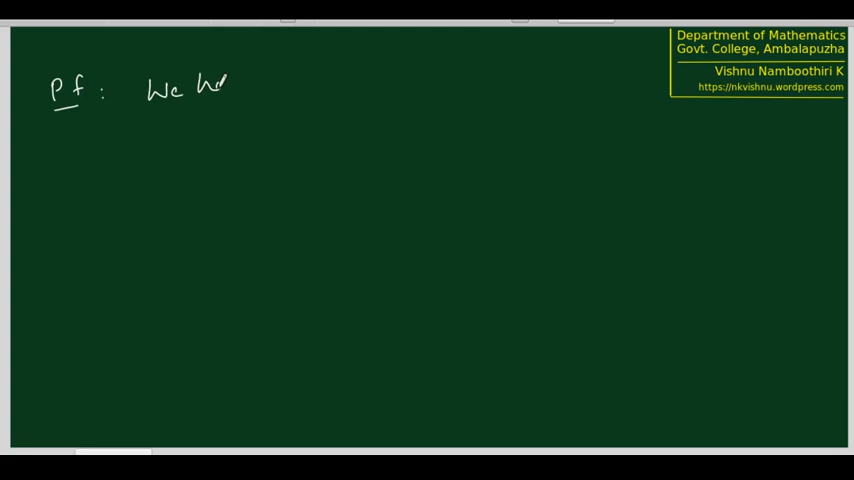 Department of Mathematics
Govt. College, Ambalapuzha
Vishnu Namboothiri K
https://nkvishnu.wordpress.com
Pf : We